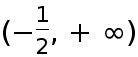 (−1/2, + ∞)